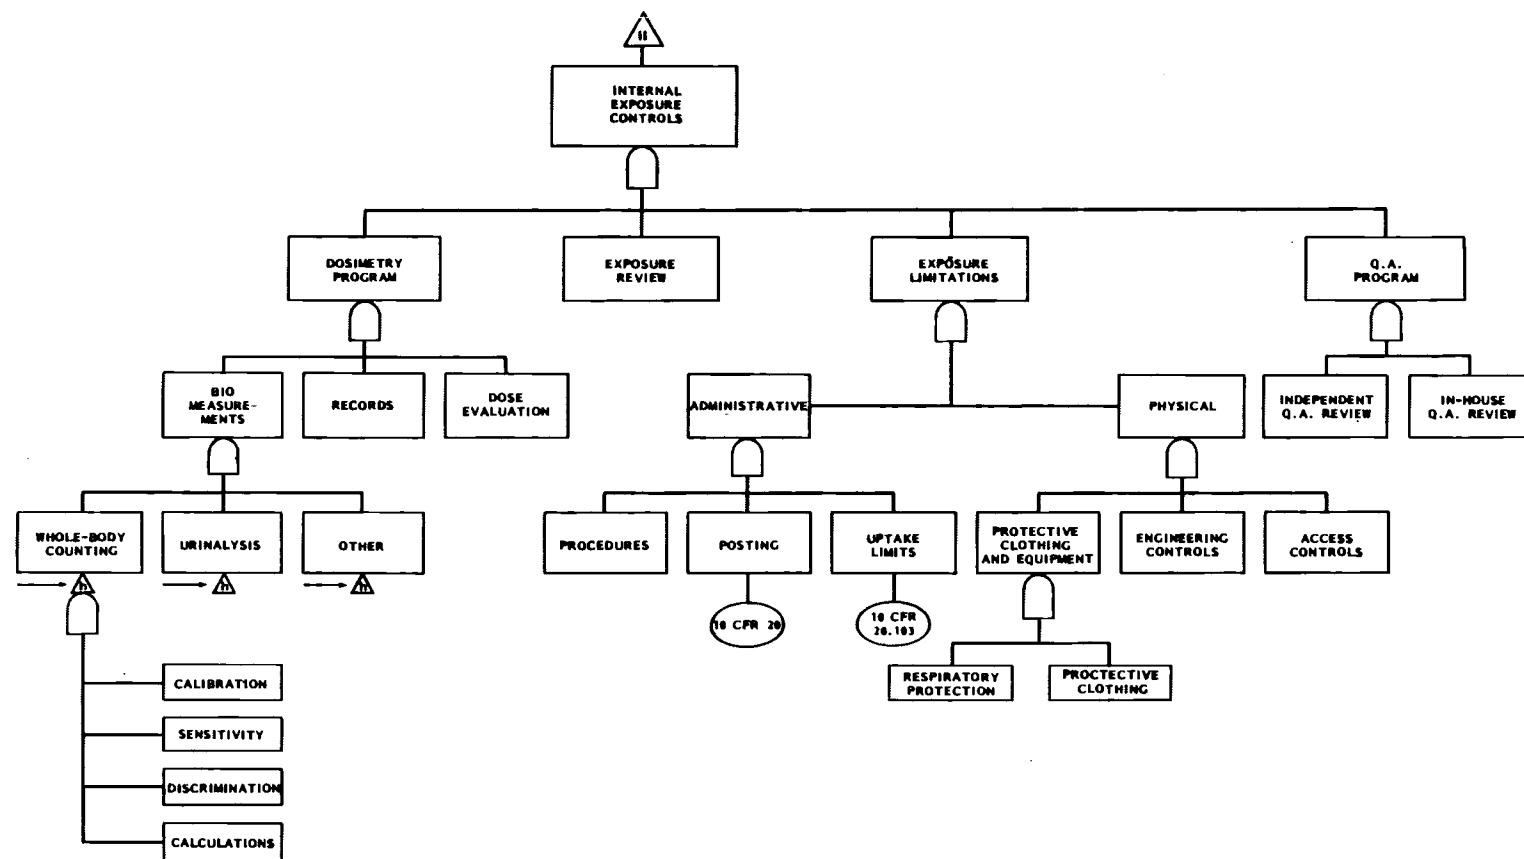 II
INTERNAL
EXPOSURE
CONTROLS
DOSIMETRY
PROGRAM
EXPOSURE
REVIEW
EXPOSURE
LIMITATIONS
Q.A.
PROGRAM
BIO
MEASURE-
MENTS
RECORDS
DOSE
EVALUATION
ADMINISTRATIVE
PHYSICAL
INDEPENDENT
Q.A. REVIEW
IN-HOUSE
Q.A. REVIEW
WHOLE-BODY
COUNTING
URINALYSIS
OTHER
PROCEDURES
POSTING
UPTAKE
LIMITS
PROTECTIVE
CLOTHING
AND EQUIPMENT
ENGINEERING
CONTROLS
ACCESS
CONTROLS
10 CFR 20
10 CFR
20.103
RESPIRATORY
PROTECTION
PROCTECTIVE
CLOTHING
CALIBRATION
SENSITIVITY
DISCRIMINATION
CALCULATIONS